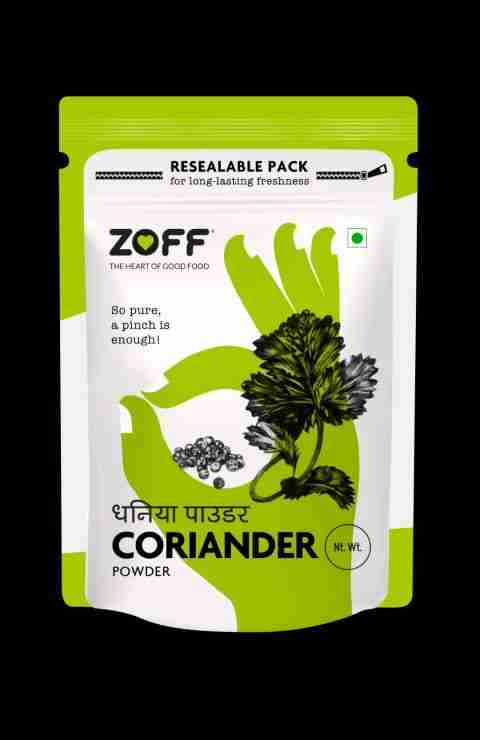 RESEALABLE PACK
for long-lasting freshness
ZOFF
THE HEART OF GOOD FOOD
So pure,
a pinch is
enough!
धनिया पाउडर
CORIANDER
Nt. Wt.
POWDER